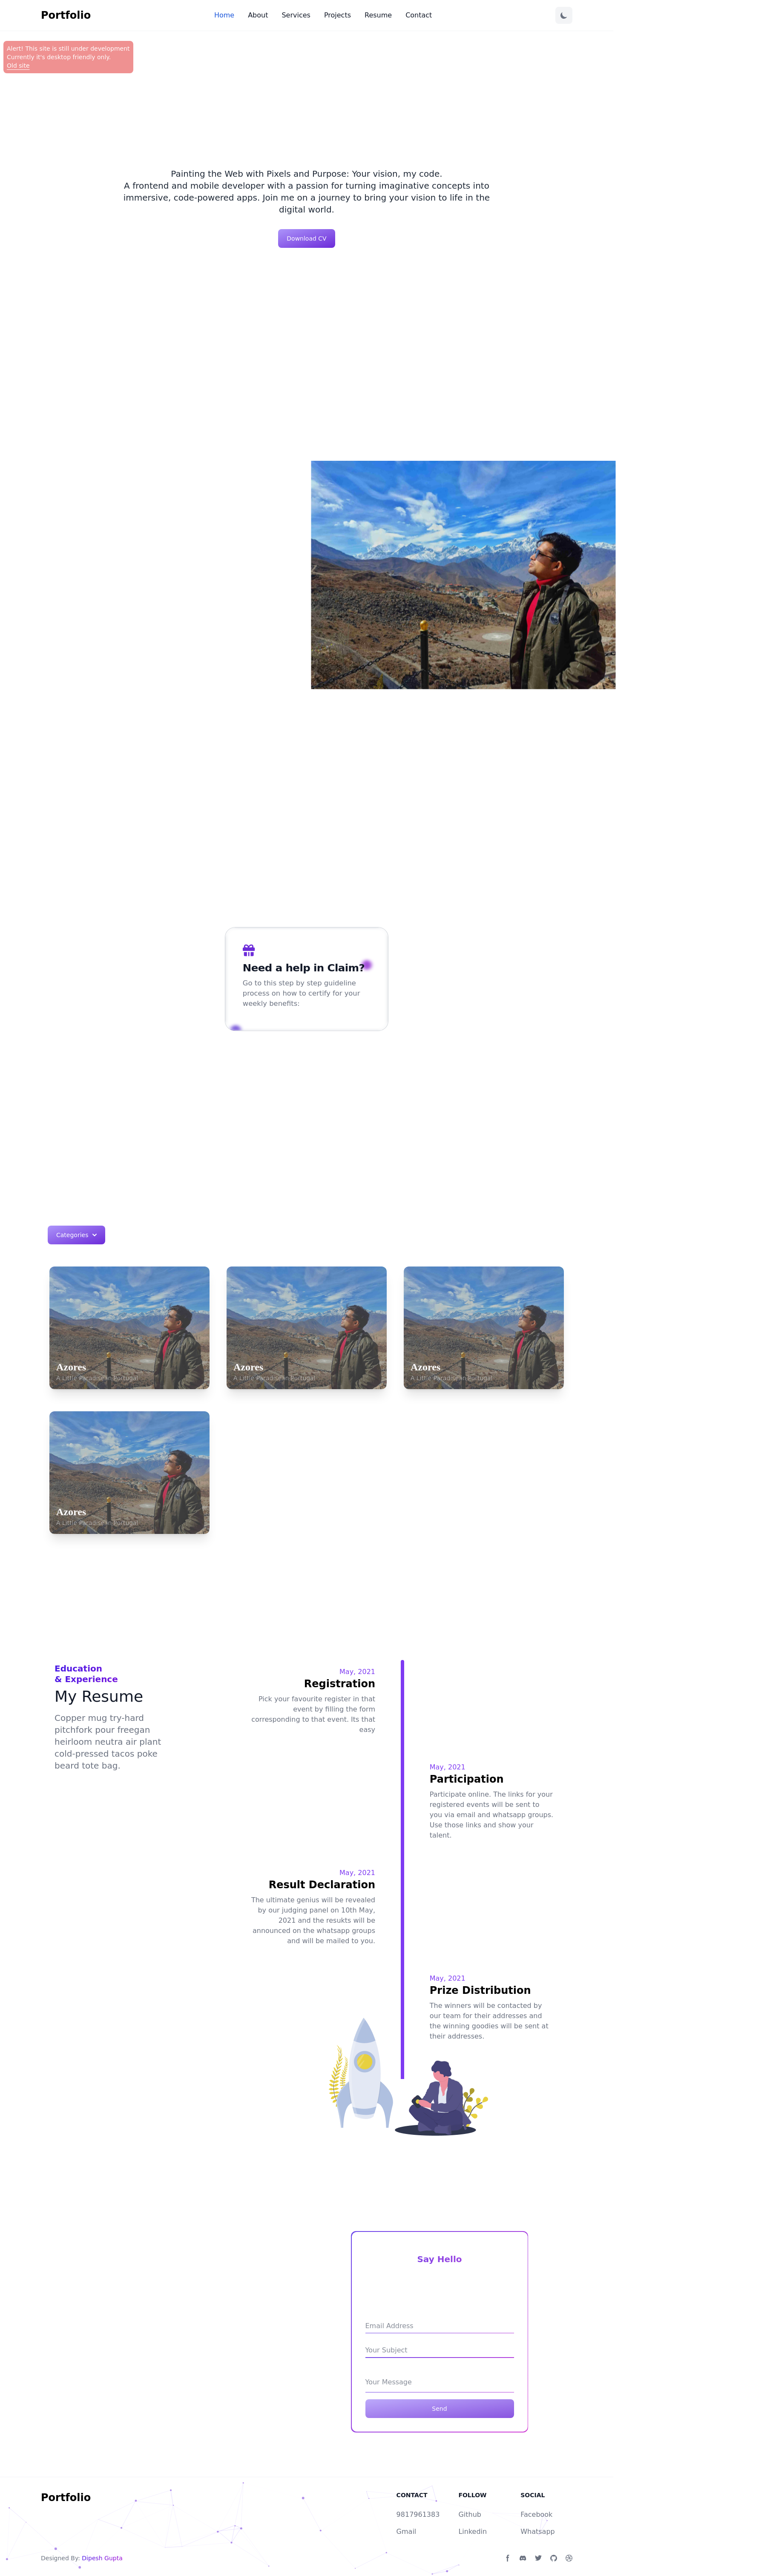 Portfolio
Home About Services Projects Resume Contact
Alert! This site is still under development
Currently it's desktop friendly only.
Old site
Painting the Web with Pixels and Purpose: Your vision, my code.
A frontend and mobile developer with a passion for turning imaginative concepts into
immersive, code-powered apps. Join me on a journey to bring your vision to life in the
digital world.
Download CV
Need a help in Claim?
Go to this step by step guideline
process on how to certify for your
weekly benefits:
Categories
Azores
A Little Paradise in Portugal
Azores
A Little Paradise in Portugal
Azores
A Little Paradise in Portugal
Azores
A Little Paradise in Portugal
Education
& Experience
My Resume
Copper mug try-hard
pitchfork pour freegan
heirloom neutra air plant
cold-pressed tacos poke
beard tote bag.
May, 2021
Registration
Pick your favourite register in that
event by filling the form
corresponding to that event. Its that
easy
May, 2021
Participation
Participate online. The links for your
registered events will be sent to
you via email and whatsapp groups.
Use those links and show your
talent.
May, 2021
Result Declaration
The ultimate genius will be revealed
by our judging panel on 10th May,
2021 and the resukts will be
announced on the whatsapp groups
and will be mailed to you.
May, 2021
Prize Distribution
The winners will be contacted by
our team for their addresses and
the winning goodies will be sent at
their addresses.
Say Hello
Email Address
Your Subject
Your Message
Send
Portfolio
CONTACT
9817961383
Gmail
FOLLOW
Github
Linkedin
SOCIAL
Facebook
Whatsapp
Designed By: Dipesh Gupta